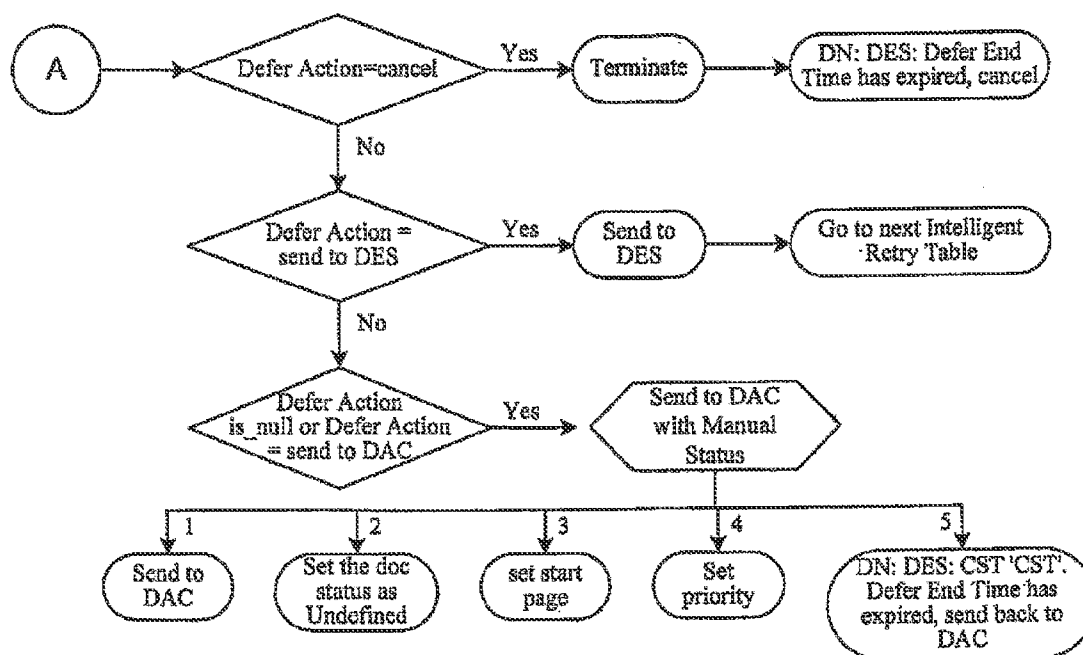 A
Defer Action=cancel
Yes
Terminate
DN: DES: Defer End
Time has expired, cancel
No
Defer Action =
send to DES
Yes
Send to
DES
Go to next Intelligent
Retry Table
No
Defer Action
is_null or Defer Action
= send to DAC
Yes
Send to DAC
with Manual
Status
1
2
3
4
5
Send to
DAC
Set the doc
status as
Undefined
set start
page
Set
priority
DN: DES: CST 'CST'.
Defer End Time has
expired, send back to
DAC